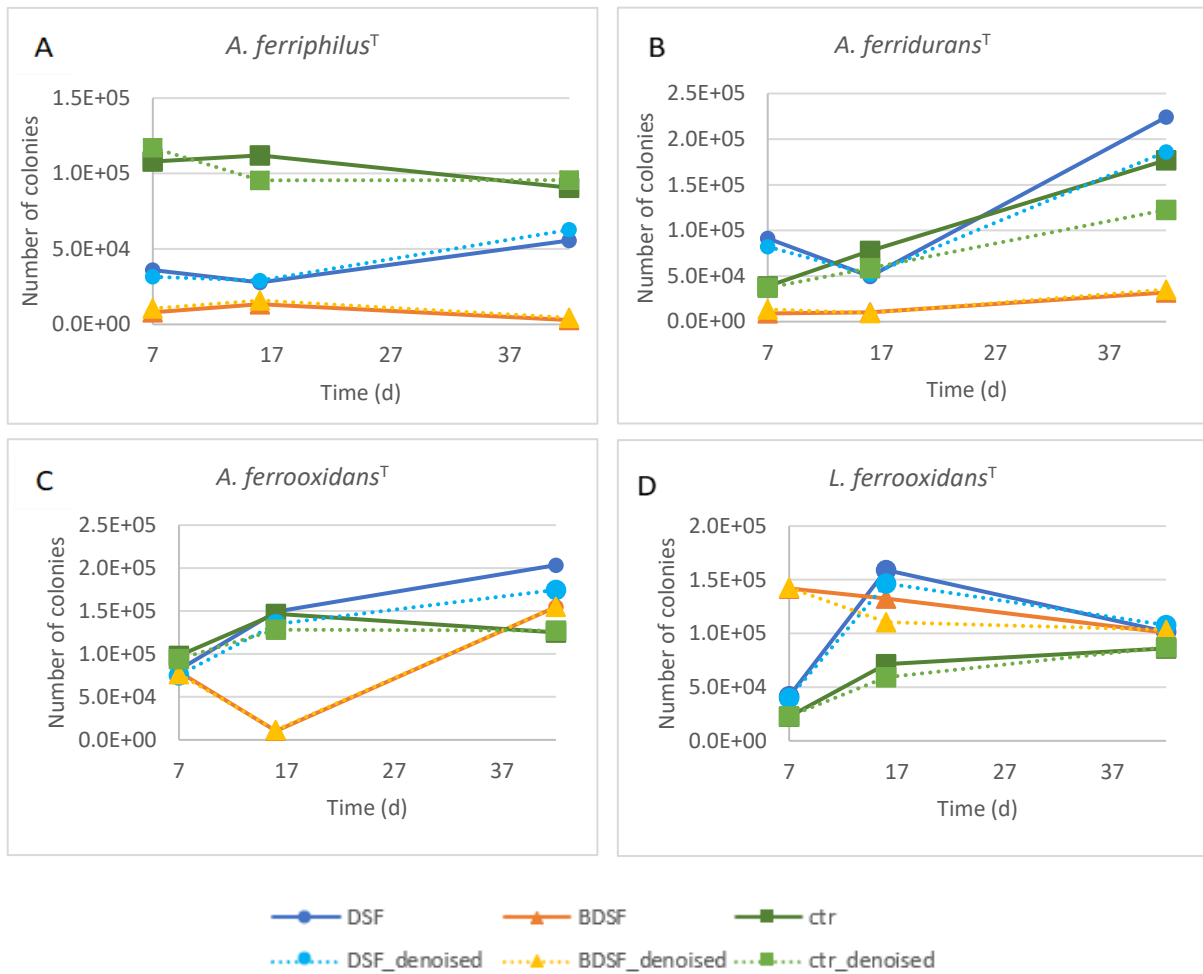 A
A. ferriphilusᵀ
Number of colonies
1.5E+05
1.0E+05
5.0E+04
0.0E+00
7 17 27 37
Time (d)
B
A. ferriduransᵀ
Number of colonies
2.5E+05
2.0E+05
1.5E+05
1.0E+05
5.0E+04
0.0E+00
7 17 27 37
Time (d)
C
A. ferrooxidansᵀ
Number of colonies
2.5E+05
2.0E+05
1.5E+05
1.0E+05
5.0E+04
0.0E+00
7 17 27 37
Time (d)
D
L. ferrooxidansᵀ
Number of colonies
2.0E+05
1.5E+05
1.0E+05
5.0E+04
0.0E+00
7 17 27 37
Time (d)
DSF BDSF ctr
DSF_denoised BDSF_denoised ctr_denoised